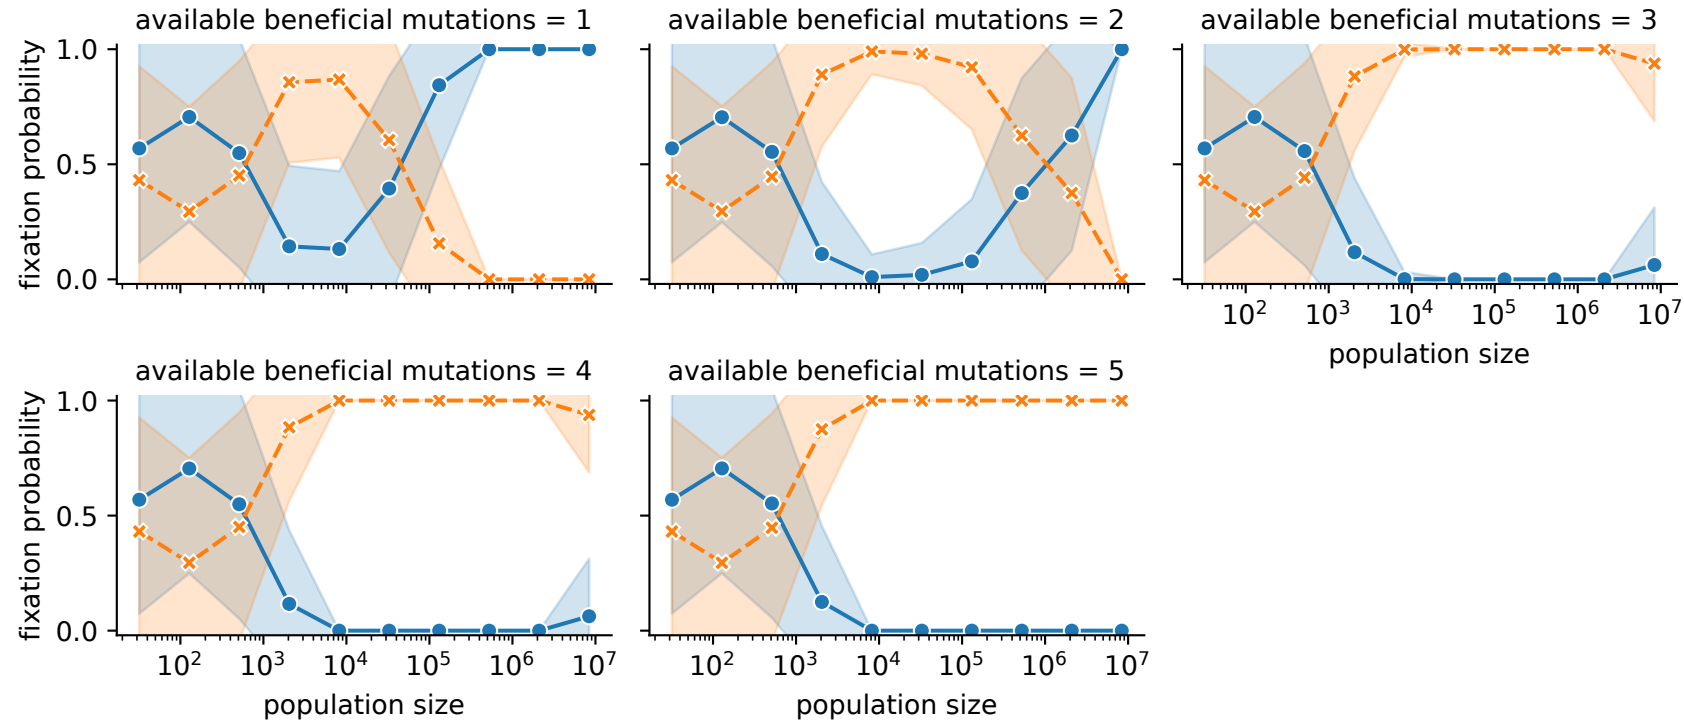 available beneficial mutations = 1
available beneficial mutations = 2
available beneficial mutations = 3
fixation probability
1.0
0.5
0.0
10² 10³ 10⁴ 10⁵ 10⁶ 10⁷
population size
available beneficial mutations = 4
available beneficial mutations = 5
fixation probability
1.0
0.5
0.0
10² 10³ 10⁴ 10⁵ 10⁶ 10⁷
population size
10² 10³ 10⁴ 10⁵ 10⁶ 10⁷
population size